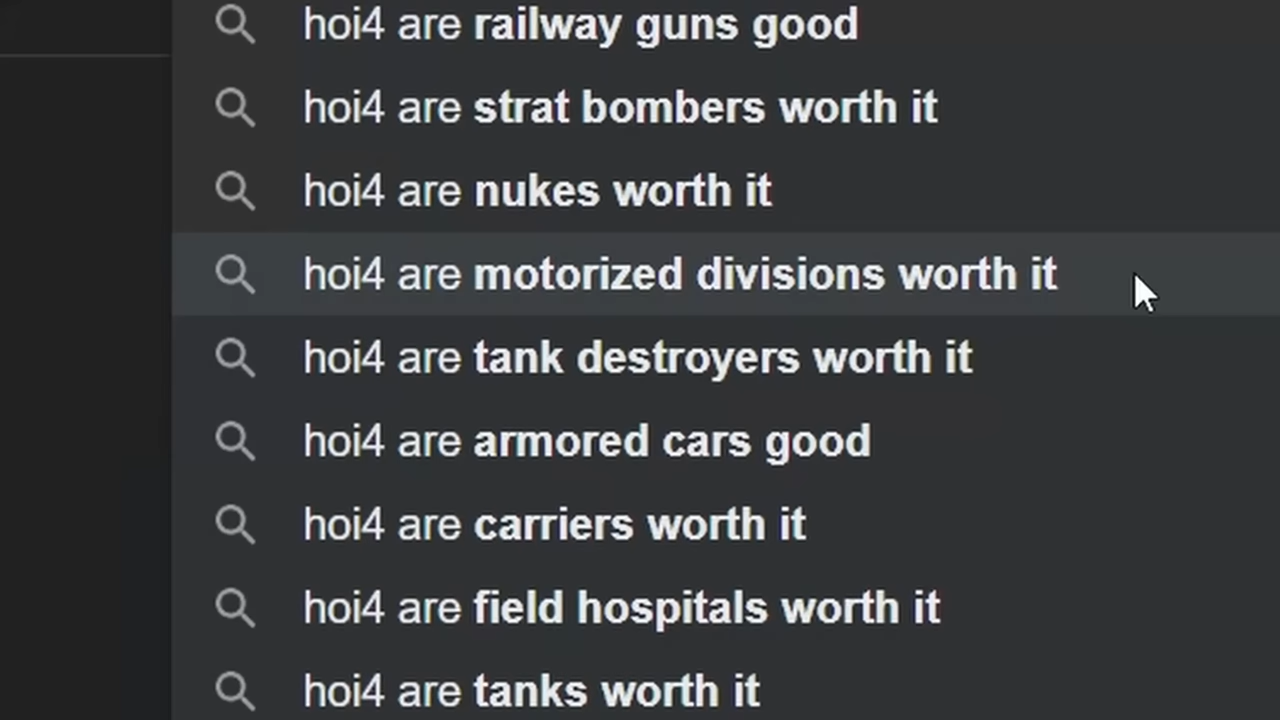 hoi4 are railway guns good
hoi4 are strat bombers worth it
hoi4 are nukes worth it
hoi4 are motorized divisions worth it
hoi4 are tank destroyers worth it
hoi4 are armored cars good
hoi4 are carriers worth it
hoi4 are field hospitals worth it
hoi4 are tanks worth it